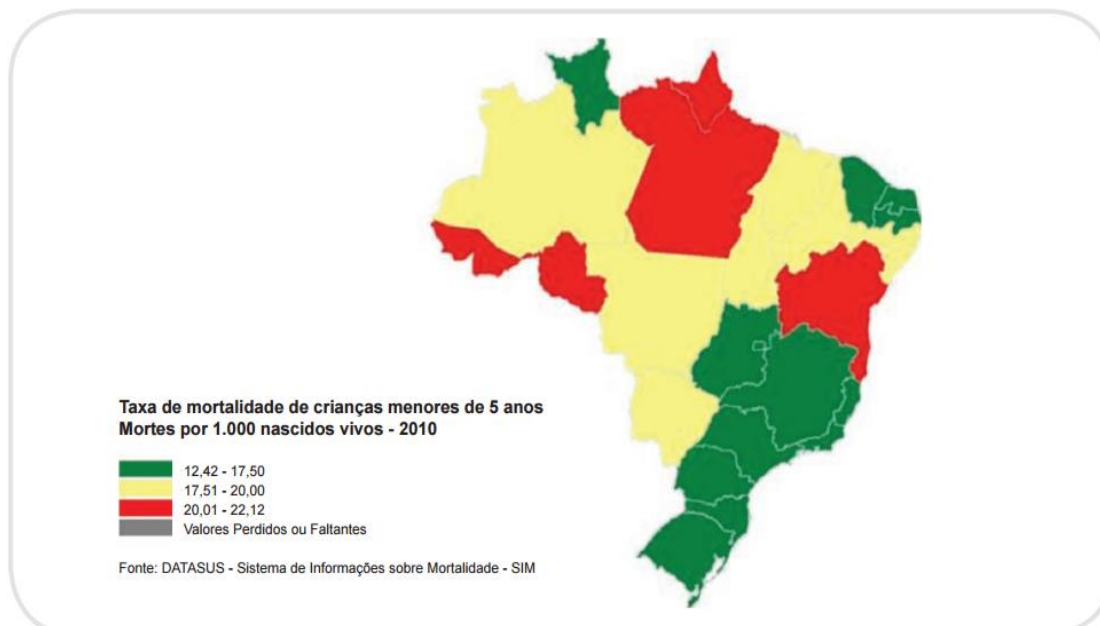 Taxa de mortalidade de crianças menores de 5 anos
Mortes por 1.000 nascidos vivos - 2010
12,42 - 17,50
17,51 - 20,00
20,01 - 22,12
Valores Perdidos ou Faltantes
Fonte: DATASUS - Sistema de Informações sobre Mortalidade - SIM